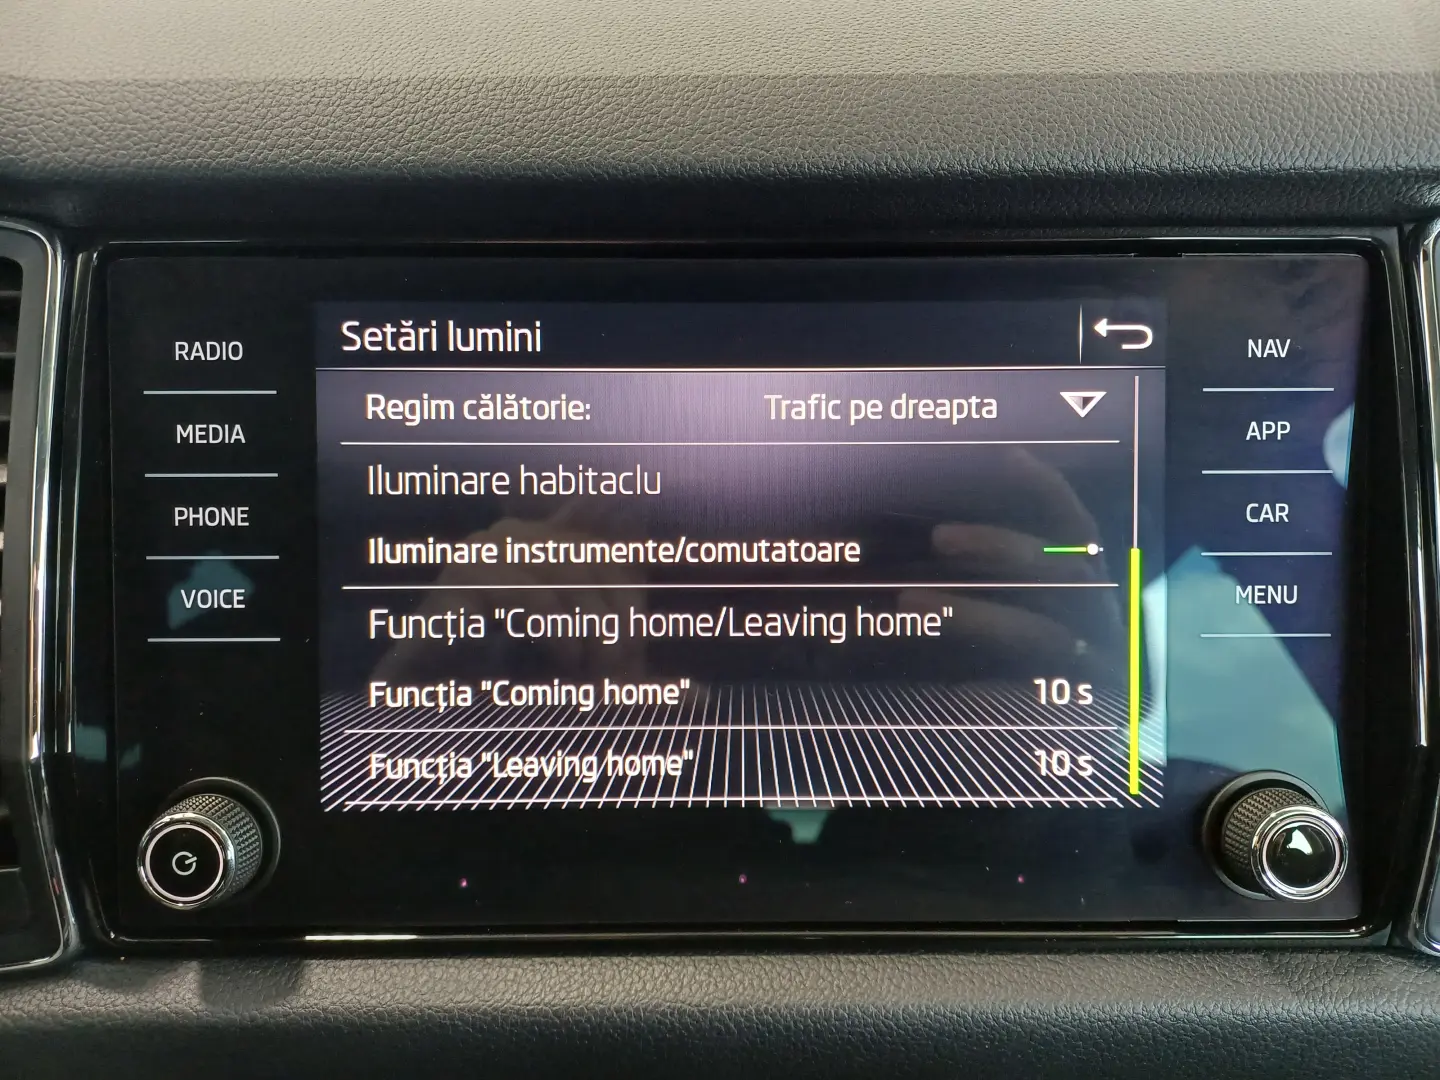 Setări lumini
RADIO
MEDIA
PHONE
VOICE
Regim călătorie: Trafic pe dreapta
Iluminare habitaclu
Iluminare instrumente/comutatoare
Funcția "Coming home/Leaving home"
Funcția "Coming home" 10 s
Funcția "Leaving home" 10 s
NAV
APP
CAR
MENU